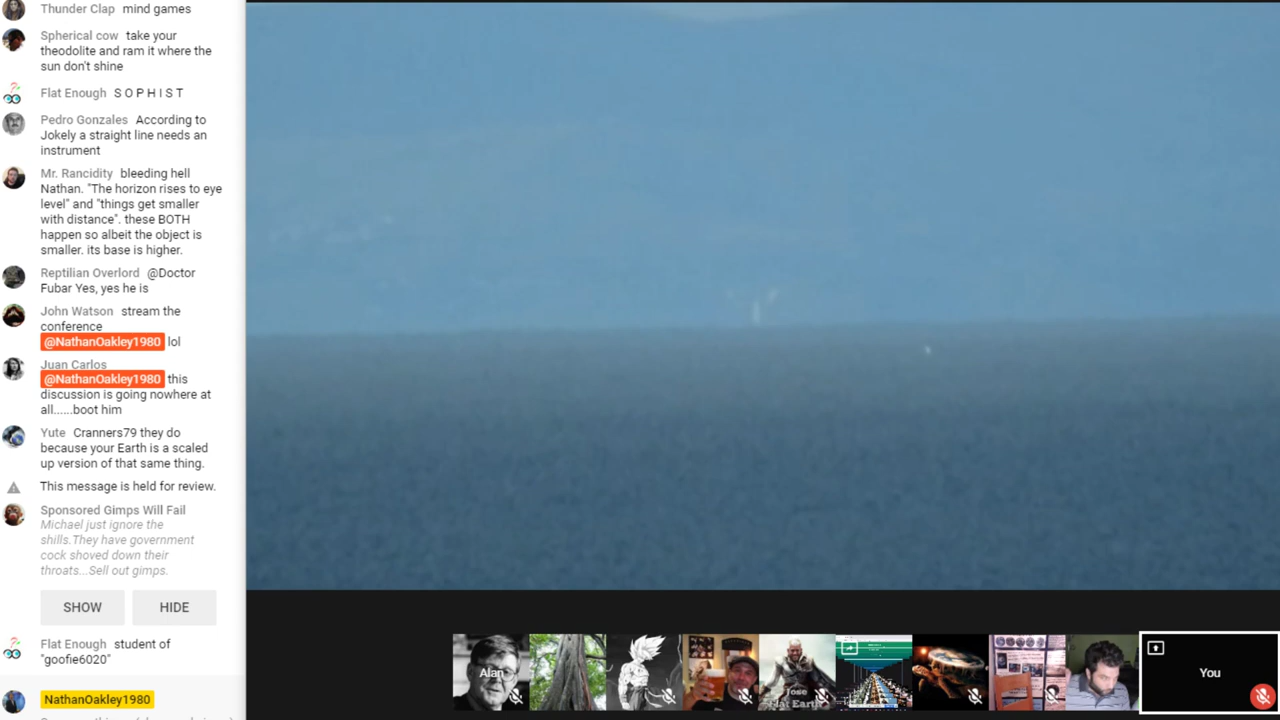 Thunder Clap mind games
Spherical cow take your
theodolite and ram it where the
sun don't shine
Flat Enough S O P H I S T
Pedro Gonzales According to
Jokely a straight line needs an
instrument
Mr. Rancidity bleeding hell
Nathan. "The horizon rises to eye
level" and "things get smaller
with distance". these BOTH
happen so albeit the object is
smaller. its base is higher.
Reptilian Overlord @Doctor
Fubar Yes, yes he is
John Watson stream the
conference
@NathanOakley1980 lol
Juan Carlos
@NathanOakley1980 this
discussion is going nowhere at
all......boot him
Yute Cranners79 they do
because your Earth is a scaled
up version of that same thing.
This message is held for review.
Sponsored Gimps Will Fail
Michael just ignore the
shills.They have government
cock shoved down their
throats...Sell out gimps.
SHOW HIDE
Flat Enough student of
"goofie6020"
NathanOakley1980
Alan
Jose
Flat Earth
You